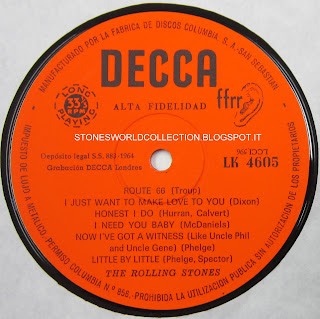 MANUFACTURADO POR LA FABRICA DE DISCOS COLUMBIA S. A. - SAN SEBASTIAN
DECCA
ffrr
ALTA FIDELIDAD
LONG
33⅓
PLAYING
STONESWORLDCOLLECTION.BLOGSPOT.IT
Depósito legal S.S. 883-1964
Grabación DECCA Londres
LK 4605
ROUTE 66 (Troup)
I JUST WANT TO MAKE LOVE TO YOU (Dixon)
HONEST I DO (Hurran, Calvert)
I NEED YOU BABY (McDaniels)
NOW I'VE GOT A WITNESS (Like Uncle Phil
and Uncle Gene) (Phelge)
LITTLE BY LITTLE (Phelge, Spector)
THE ROLLING STONES
IMPUESTO DE LUJO A METALICO. PERMISO COLUMBIA N.º 856. - PROHIBIDA LA UTILIZACION PUBLICA SIN PERMISO DE LOS PROPIETARIOS